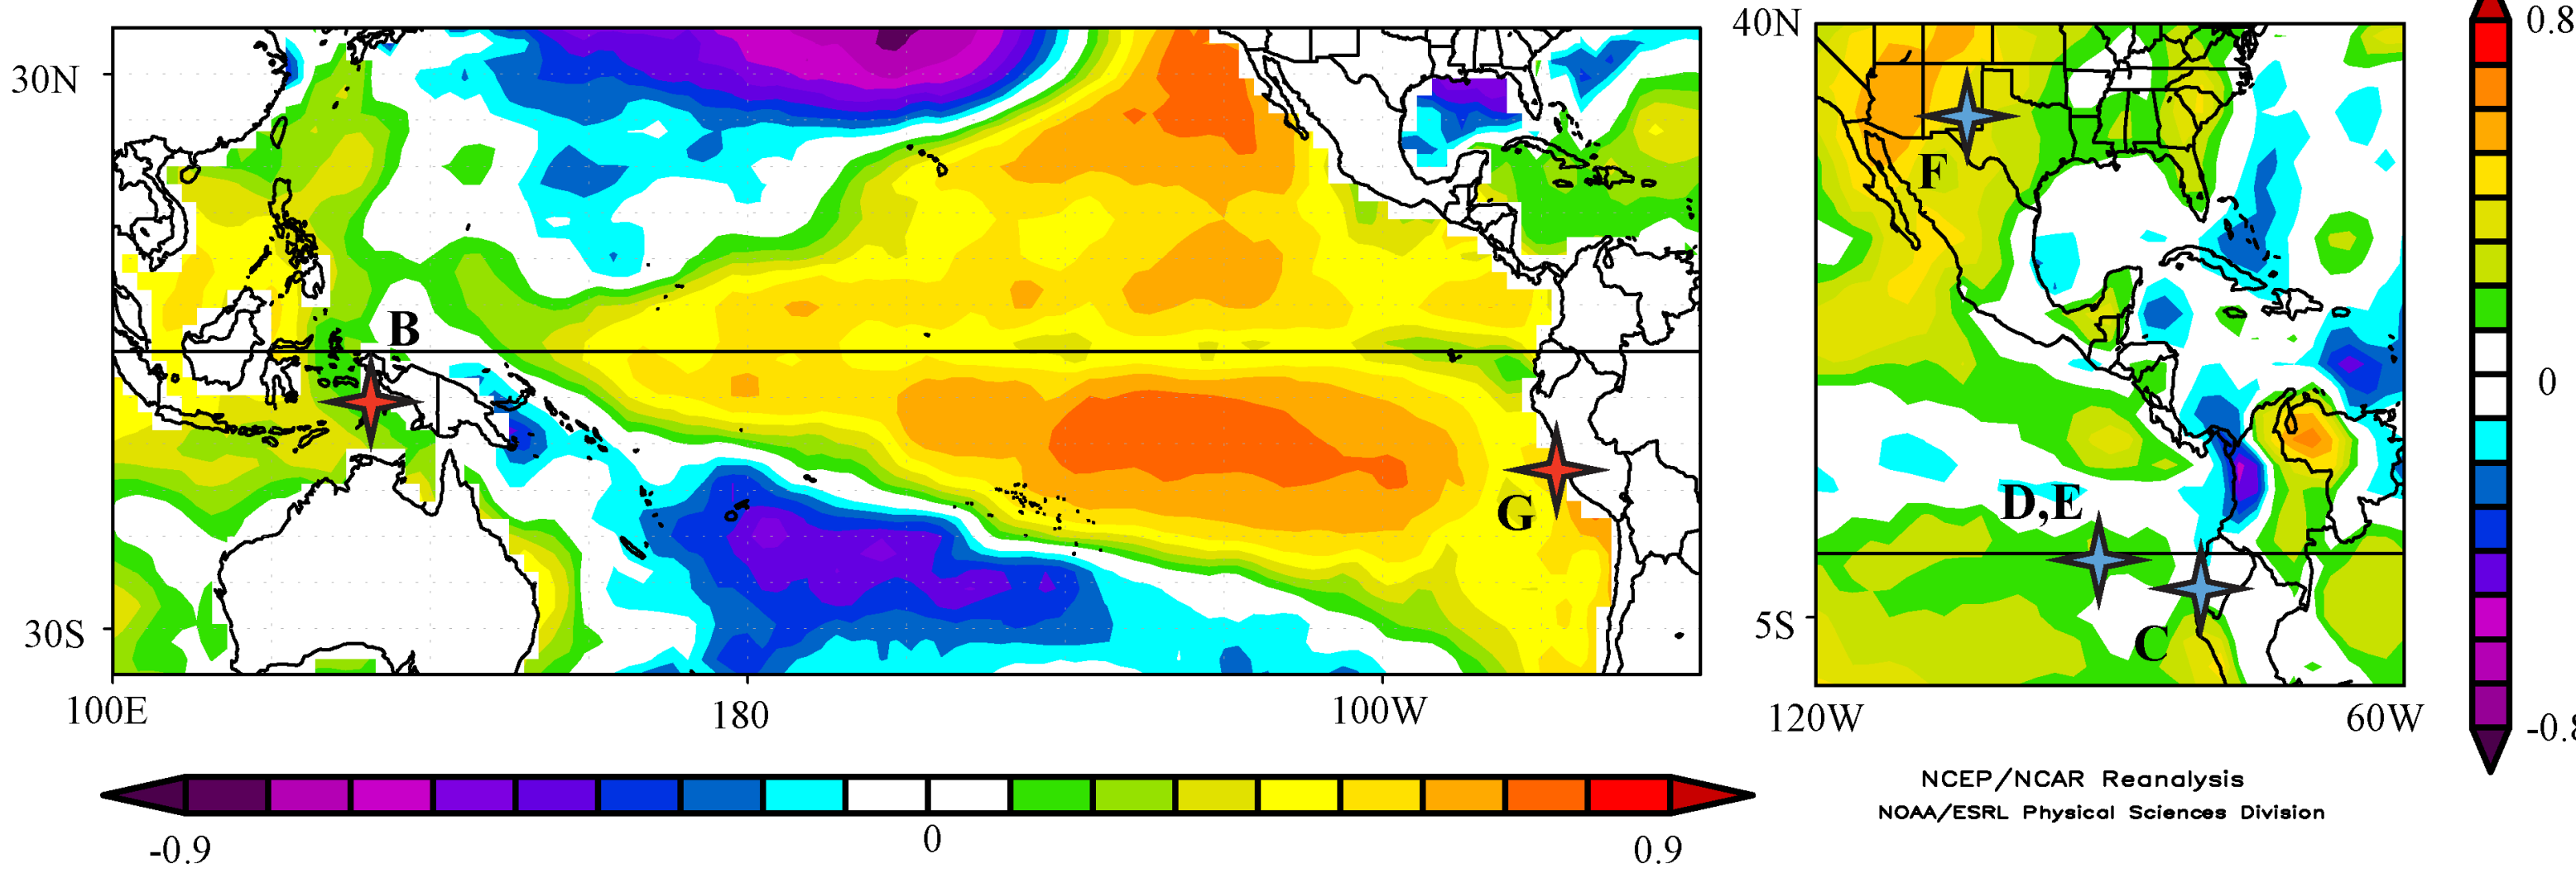 40N
0.8
30N
F
B
0
D,E
G
5S
C
30S
100E
180
100W
120W
60W
-0.8
NCEP/NCAR Reanalysis
NOAA/ESRL Physical Sciences Division
-0.9
0
0.9